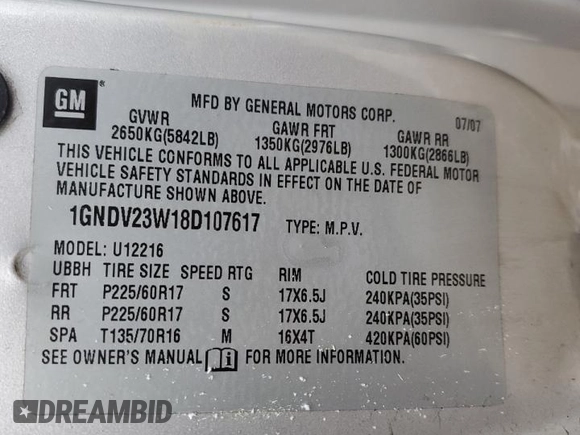 GM
MFD BY GENERAL MOTORS CORP. 07/07
GVWR GAWR FRT GAWR RR
2650KG(5842LB) 1350KG(2976LB) 1300KG(2866LB)
THIS VEHICLE CONFORMS TO ALL APPLICABLE U.S. FEDERAL MOTOR
VEHICLE SAFETY STANDARDS IN EFFECT ON THE DATE OF
MANUFACTURE SHOWN ABOVE.
1GNDV23W18D107617 TYPE: M.P.V.
MODEL: U12216
UBBH TIRE SIZE SPEED RTG RIM COLD TIRE PRESSURE
FRT P225/60R17 S 17X6.5J 240KPA(35PSI)
RR P225/60R17 S 17X6.5J 240KPA(35PSI)
SPA T135/70R16 M 16X4T 420KPA(60PSI)
SEE OWNER'S MANUAL FOR MORE INFORMATION.
DREAMBID